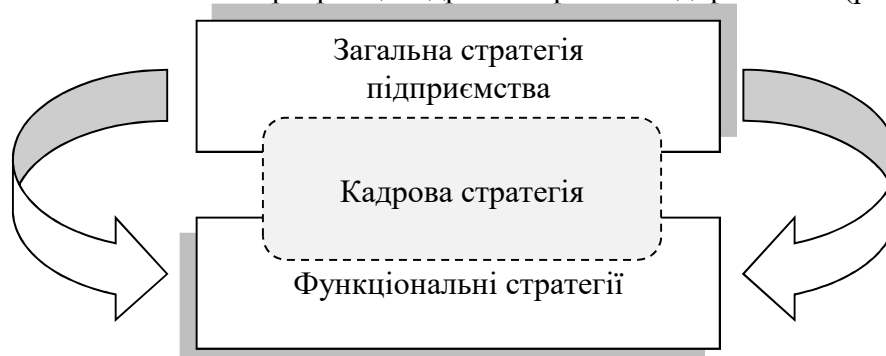 Загальна стратегія
підприємства
Кадрова стратегія
Функціональні стратегії